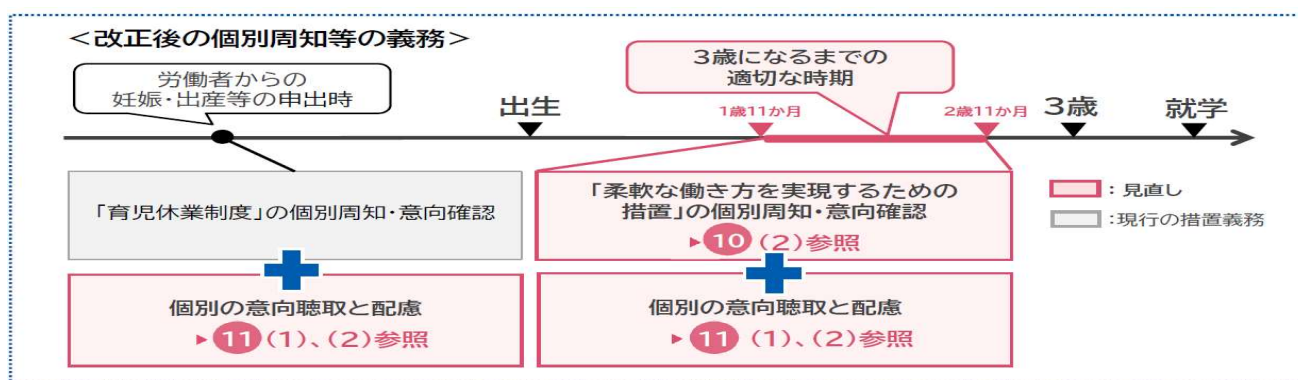 ＜改正後の個別周知等の義務＞
労働者からの
妊娠・出産等の申出時
3歳になるまでの
適切な時期
出生
1歳11か月
2歳11か月
3歳
就学
「育児休業制度」の個別周知・意向確認
「柔軟な働き方を実現するための
措置」の個別周知・意向確認
▶10(2)参照
：見直し
：現行の措置義務
個別の意向聴取と配慮
▶11(1)、(2)参照
個別の意向聴取と配慮
▶11 (1)、(2)参照